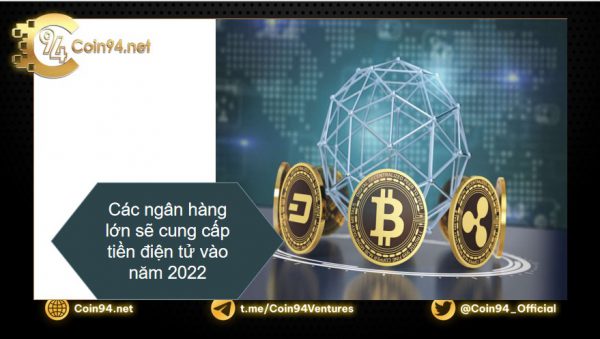 94
Coin94.net
Các ngân hàng
lớn sẽ cung cấp
tiền điện tử vào
năm 2022
Coin94.net
t.me/Coin94Ventures
@Coin94_Official